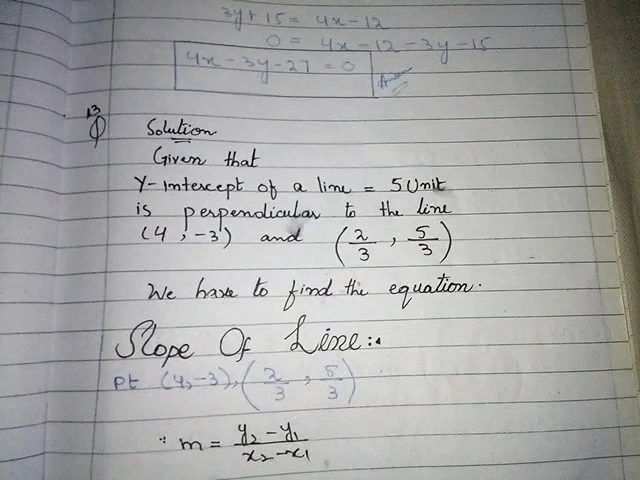 3y+15 = 4x-12
0 = 4x-12-3y-15
4x-3y-27 = 0
13
Q
Solution
Given that
Y-Intercept of a line = 5 Unit
is perpendicular to the line
(4, -3) and (2/3, 5/3)
We have to find the equation.
Slope Of Line:.
pt (4,-3), (2/3, 5/3)
∵ m = y₂-y₁/x₂-x₁